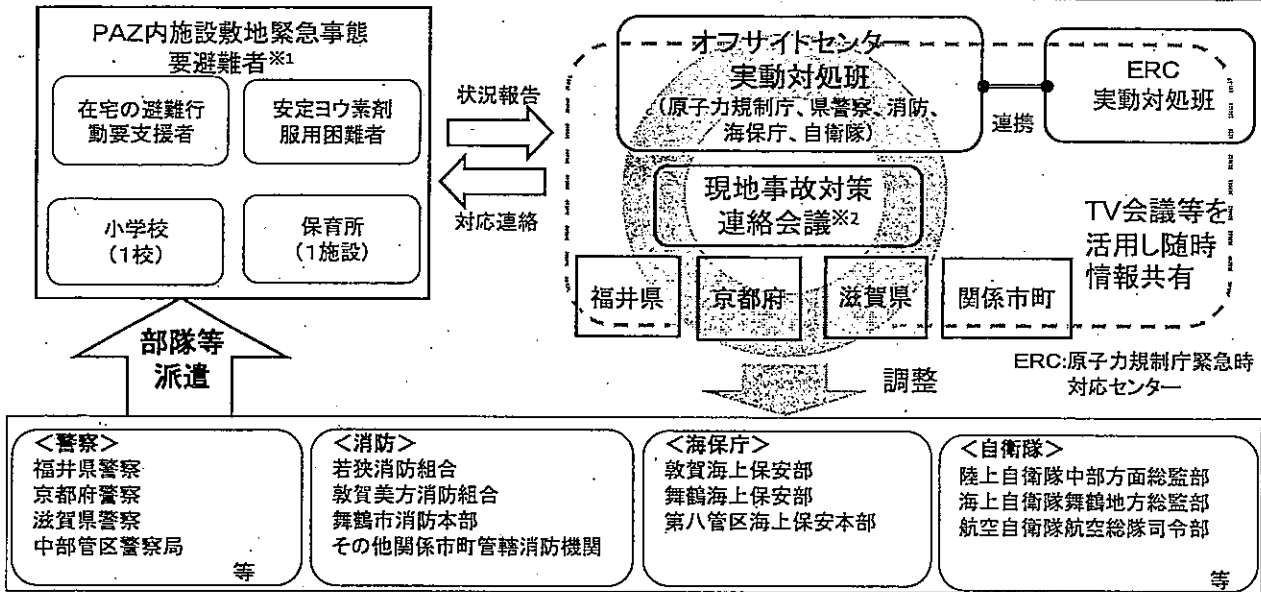 PAZ内施設敷地緊急事態
要避難者※1
在宅の避難行
動要支援者
安定ヨウ素剤
服用困難者
小学校
(1校)
保育所
(1施設)
状況報告
対応連絡
オフサイトセンター
実動対処班
(原子力規制庁、県警察、消防、
海保庁、自衛隊)
連携
ERC
実動対処班
現地事故対策
連絡会議※2
TV会議等を
活用し随時
情報共有
福井県
京都府
滋賀県
関係市町
部隊等
派遣
調整
ERC:原子力規制庁緊急時
対応センター
<警察>
福井県警察
京都府警察
滋賀県警察
中部管区警察局
等
<消防>
若狭消防組合
敦賀美方消防組合
舞鶴市消防本部
その他関係市町管轄消防機関
<海保庁>
敦賀海上保安部
舞鶴海上保安部
第八管区海上保安本部
<自衛隊>
陸上自衛隊中部方面総監部
海上自衛隊舞鶴地方総監部
航空自衛隊航空総隊司令部
等